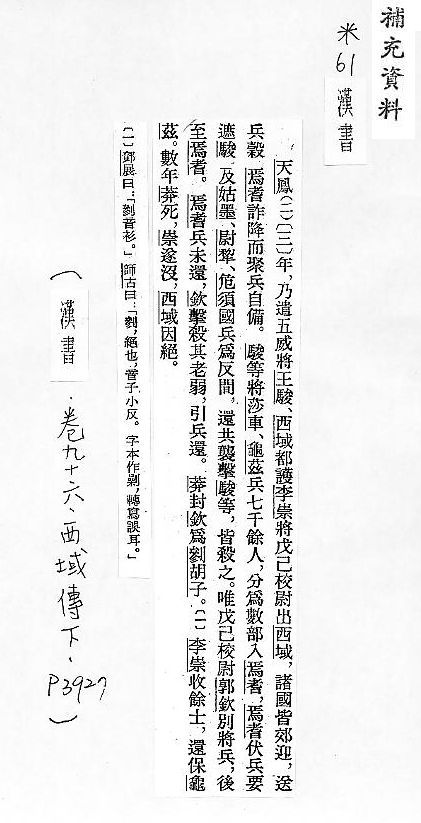 補充資料
米61漢書
天鳳(二)〔三〕年,乃遣五威將王駿、西域都護李崇將戊己校尉出西域,諸國皆郊迎,送
兵穀。焉耆詐降而聚兵自備。駿等將莎車、龜茲兵七千餘人,分為數部入焉耆,焉耆伏兵要
遮駿。及姑墨、尉犂、危須國兵為反間,還共襲擊駿等,皆殺之。唯戊己校尉郭欽別將兵,後
至焉耆。焉耆兵未還,欽擊殺其老弱,引兵還。莽封欽為剼胡子。〔一〕李崇收餘士,還保龜
茲。數年莽死,崇遂沒,西域因絕。
〔一〕鄧展曰:「剼音衫。」師古曰:「剼,絕也,音子小反。字本作剿,轉寫誤耳。」
(漢書.卷九十六、西域傳下.P3927)